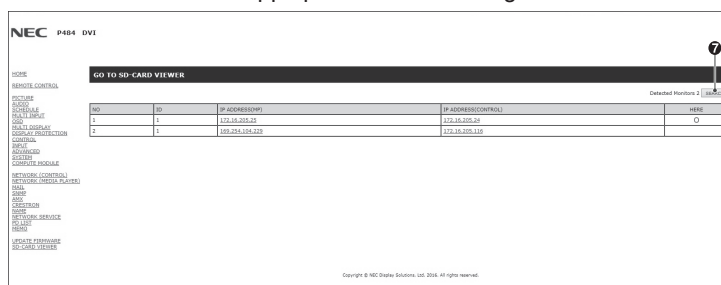 NEC P484 DVI
7
HOME
REMOTE CONTROL
PICTURE
AUDIO
SCHEDULE
MULTI INPUT
OSD
MULTI DISPLAY
DISPLAY PROTECTION
CONTROL
INPUT
ADVANCED
SYSTEM
COMPUTE MODULE
NETWORK (CONTROL)
NETWORK (MEDIA PLAYER)
MAIL
SNMP
AMX
CRESTRON
NAME
NETWORK SERVICE
PD LIST
MEMO
UPDATE FIRMWARE
SD-CARD VIEWER
GO TO SD-CARD VIEWER
Detected Monitors 2 SEARC
NO ID IP ADDRESS(MP) IP ADDRESS(CONTROL) HERE
1 1 172.16.205.25 172.16.205.24 O
2 1 169.254.104.229 172.16.205.116
Copyright © NEC Display Solutions, Ltd. 2016. All rights reserved.